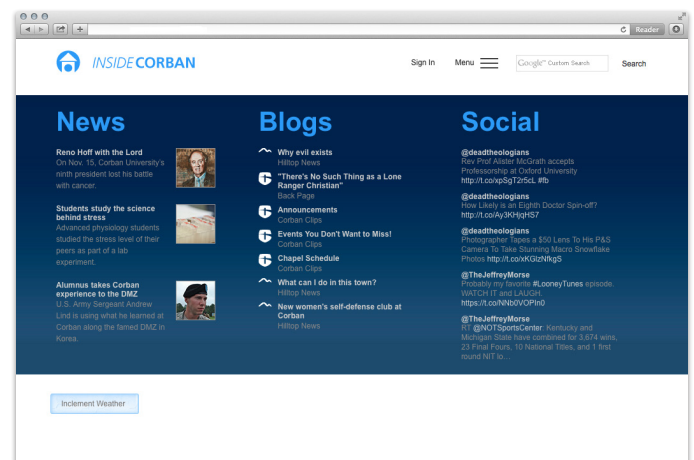 Reader
INSIDE CORBAN
Sign In
Menu
Google™ Custom Search
Search
News
Reno Hoff with the Lord
On Nov. 15, Corban University's
ninth president lost his battle
with cancer.
Students study the science
behind stress
Advanced physiology students
studied the stress level of their
peers as part of a lab
experiment.
Alumnus takes Corban
experience to the DMZ
U.S. Army Sergeant Andrew
Lind is using what he learned at
Corban along the famed DMZ in
Korea.
Blogs
Why evil exists
Hilltop News
"There's No Such Thing as a Lone
Ranger Christian"
Back Page
Announcements
Corban Clips
Events You Don't Want to Miss!
Corban Clips
Chapel Schedule
Corban Clips
What can I do in this town?
Hilltop News
New women's self-defense club at
Corban
Hilltop News
Social
@deadtheologians
Rev Prof Alister McGrath accepts
Professorship at Oxford University
http://t.co/xpSgT2r5cL #fb
@deadtheologians
How Likely is an Eighth Doctor Spin-off?
http://t.co/Ay3KHjqHS7
@deadtheologians
Photographer Tapes a $50 Lens To His P&S
Camera To Take Stunning Macro Snowflake
Photos http://t.co/xKGlzNfkgS
@TheJeffreyMorse
Probably my favorite #LooneyTunes episode.
WATCH IT and LAUGH.
https://t.co/NNb0VOPIn0
@TheJeffreyMorse
RT @NOTSportsCenter: Kentucky and
Michigan State have combined for 3,674 wins,
23 Final Fours, 10 National Titles, and 1 first
round NIT lo…
Inclement Weather